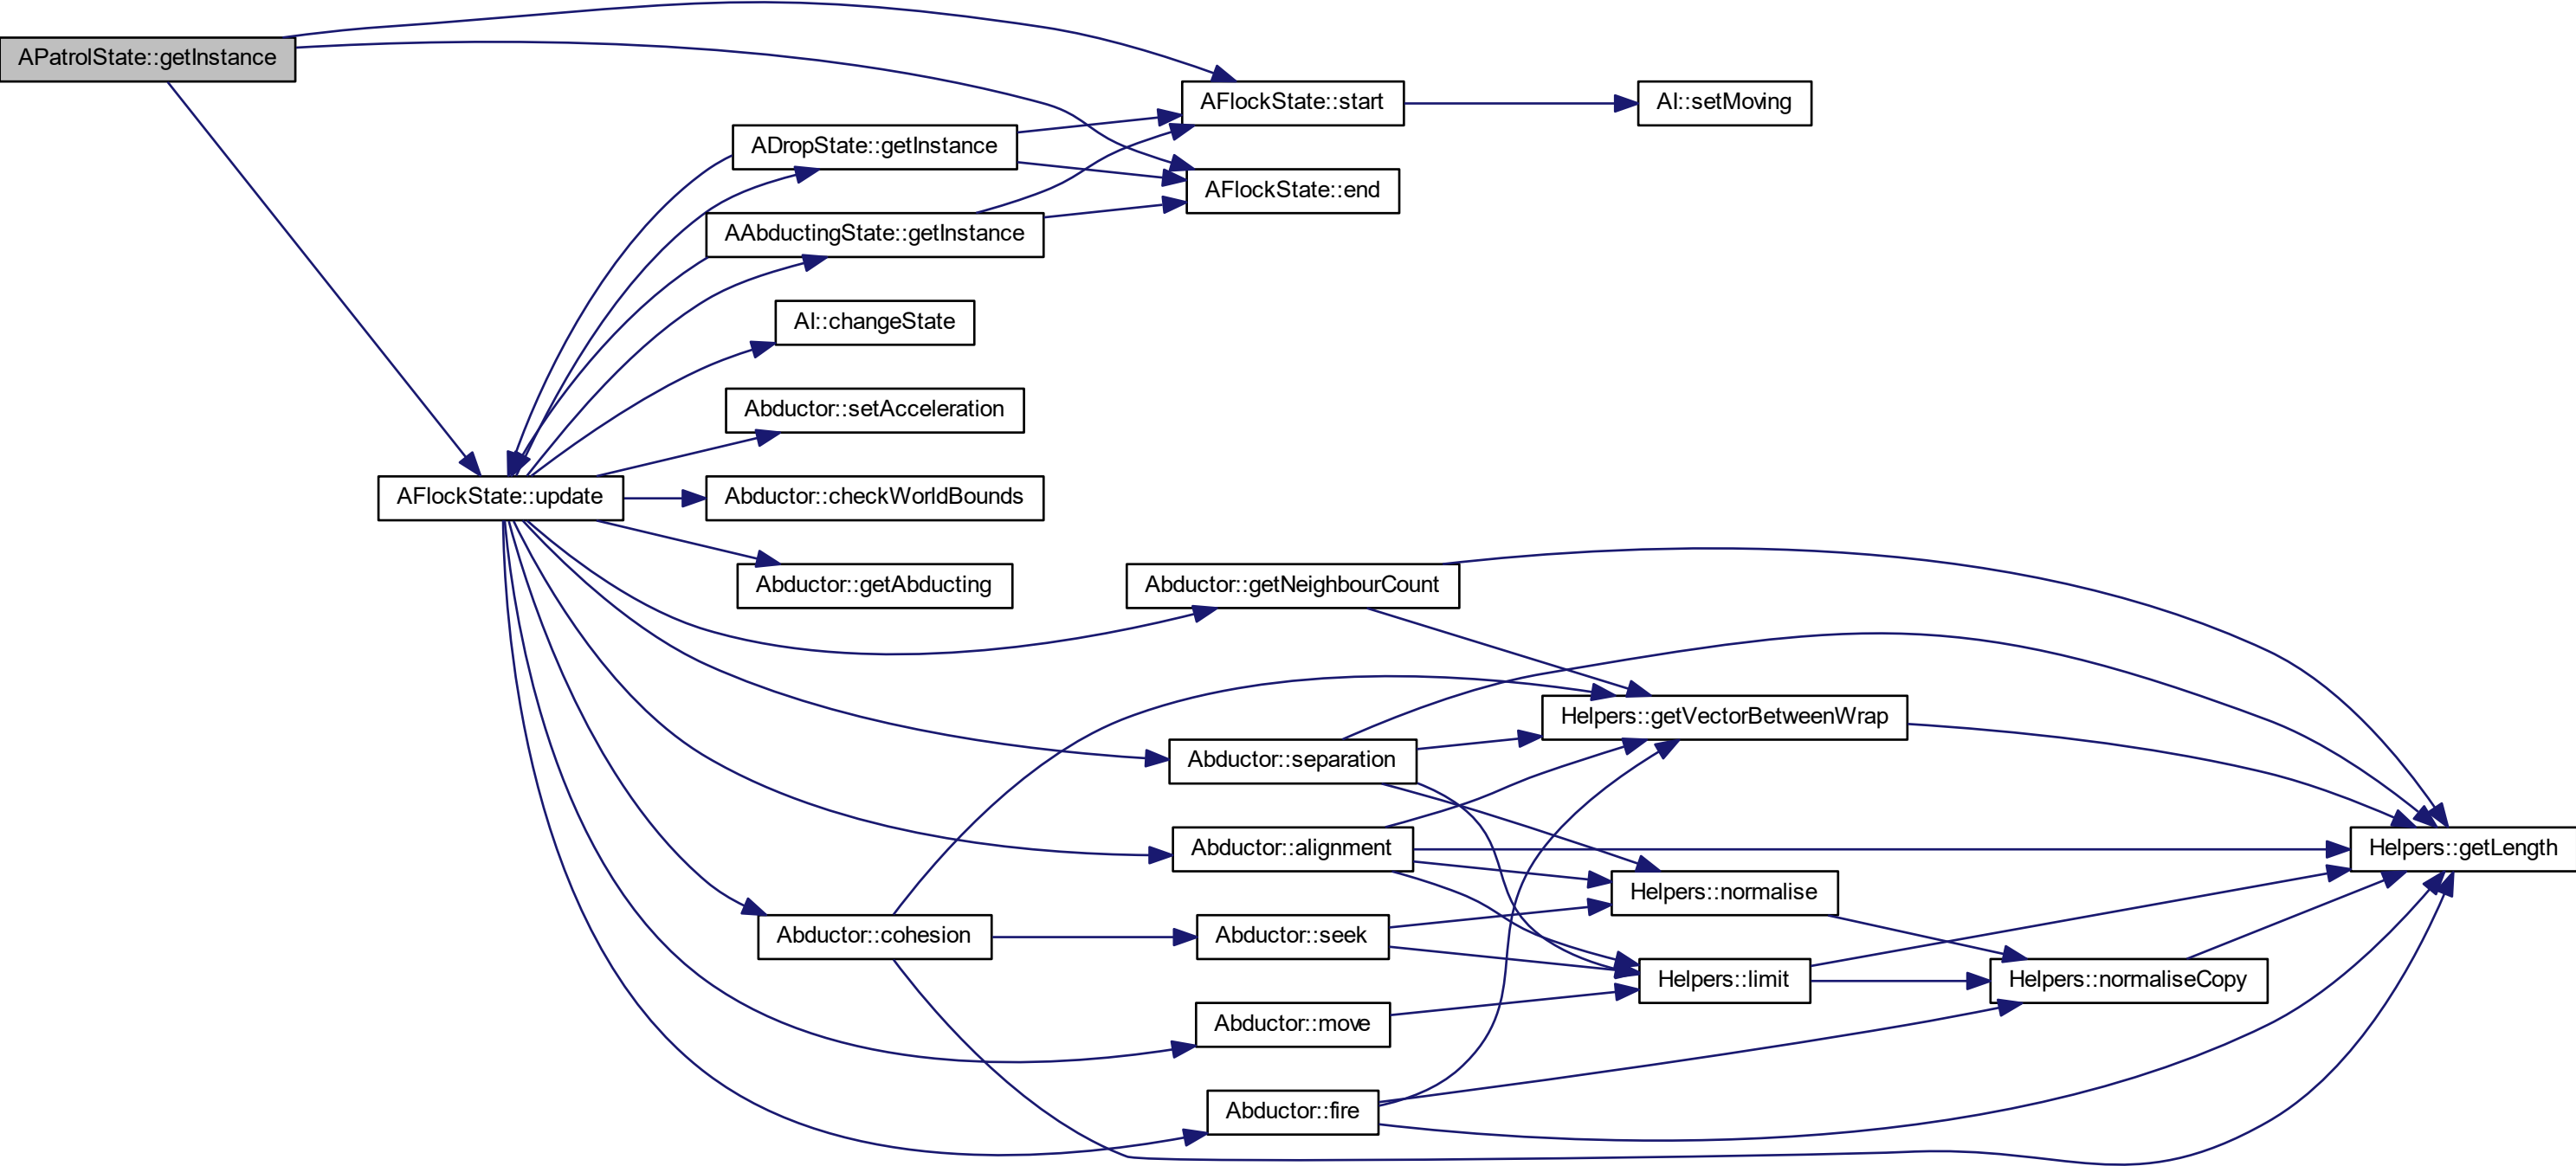 APatrolState::getInstance
AFlockState::start
AI::setMoving
ADropState::getInstance
AFlockState::end
AAbductingState::getInstance
AI::changeState
Abductor::setAcceleration
AFlockState::update
Abductor::checkWorldBounds
Abductor::getAbducting
Abductor::getNeighbourCount
Helpers::getVectorBetweenWrap
Abductor::separation
Abductor::alignment
Helpers::getLength
Helpers::normalise
Abductor::cohesion
Abductor::seek
Helpers::limit
Helpers::normaliseCopy
Abductor::move
Abductor::fire